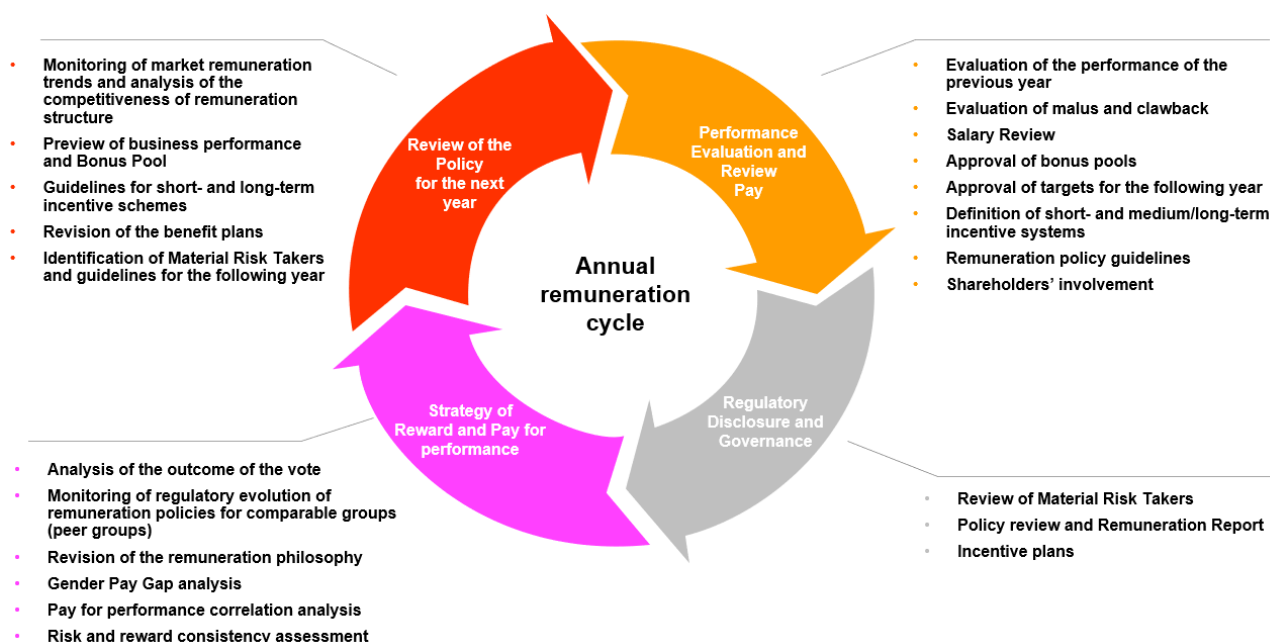 • Monitoring of market remuneration
trends and analysis of the
competitiveness of remuneration
structure
• Preview of business performance
and Bonus Pool
• Guidelines for short- and long-term
incentive schemes
• Revision of the benefit plans
• Identification of Material Risk Takers
and guidelines for the following year
Review of the
Policy
for the next
year
Performance
Evaluation and
Review
Pay
• Evaluation of the performance of the
previous year
• Evaluation of malus and clawback
• Salary Review
• Approval of bonus pools
• Approval of targets for the following year
• Definition of short- and medium/long-term
incentive systems
• Remuneration policy guidelines
• Shareholders’ involvement
Annual
remuneration
cycle
Strategy of
Reward and Pay for
performance
Regulatory
Disclosure and
Governance
• Analysis of the outcome of the vote
• Monitoring of regulatory evolution of
remuneration policies for comparable groups
(peer groups)
• Revision of the remuneration philosophy
• Gender Pay Gap analysis
• Pay for performance correlation analysis
• Risk and reward consistency assessment
• Review of Material Risk Takers
• Policy review and Remuneration Report
• Incentive plans